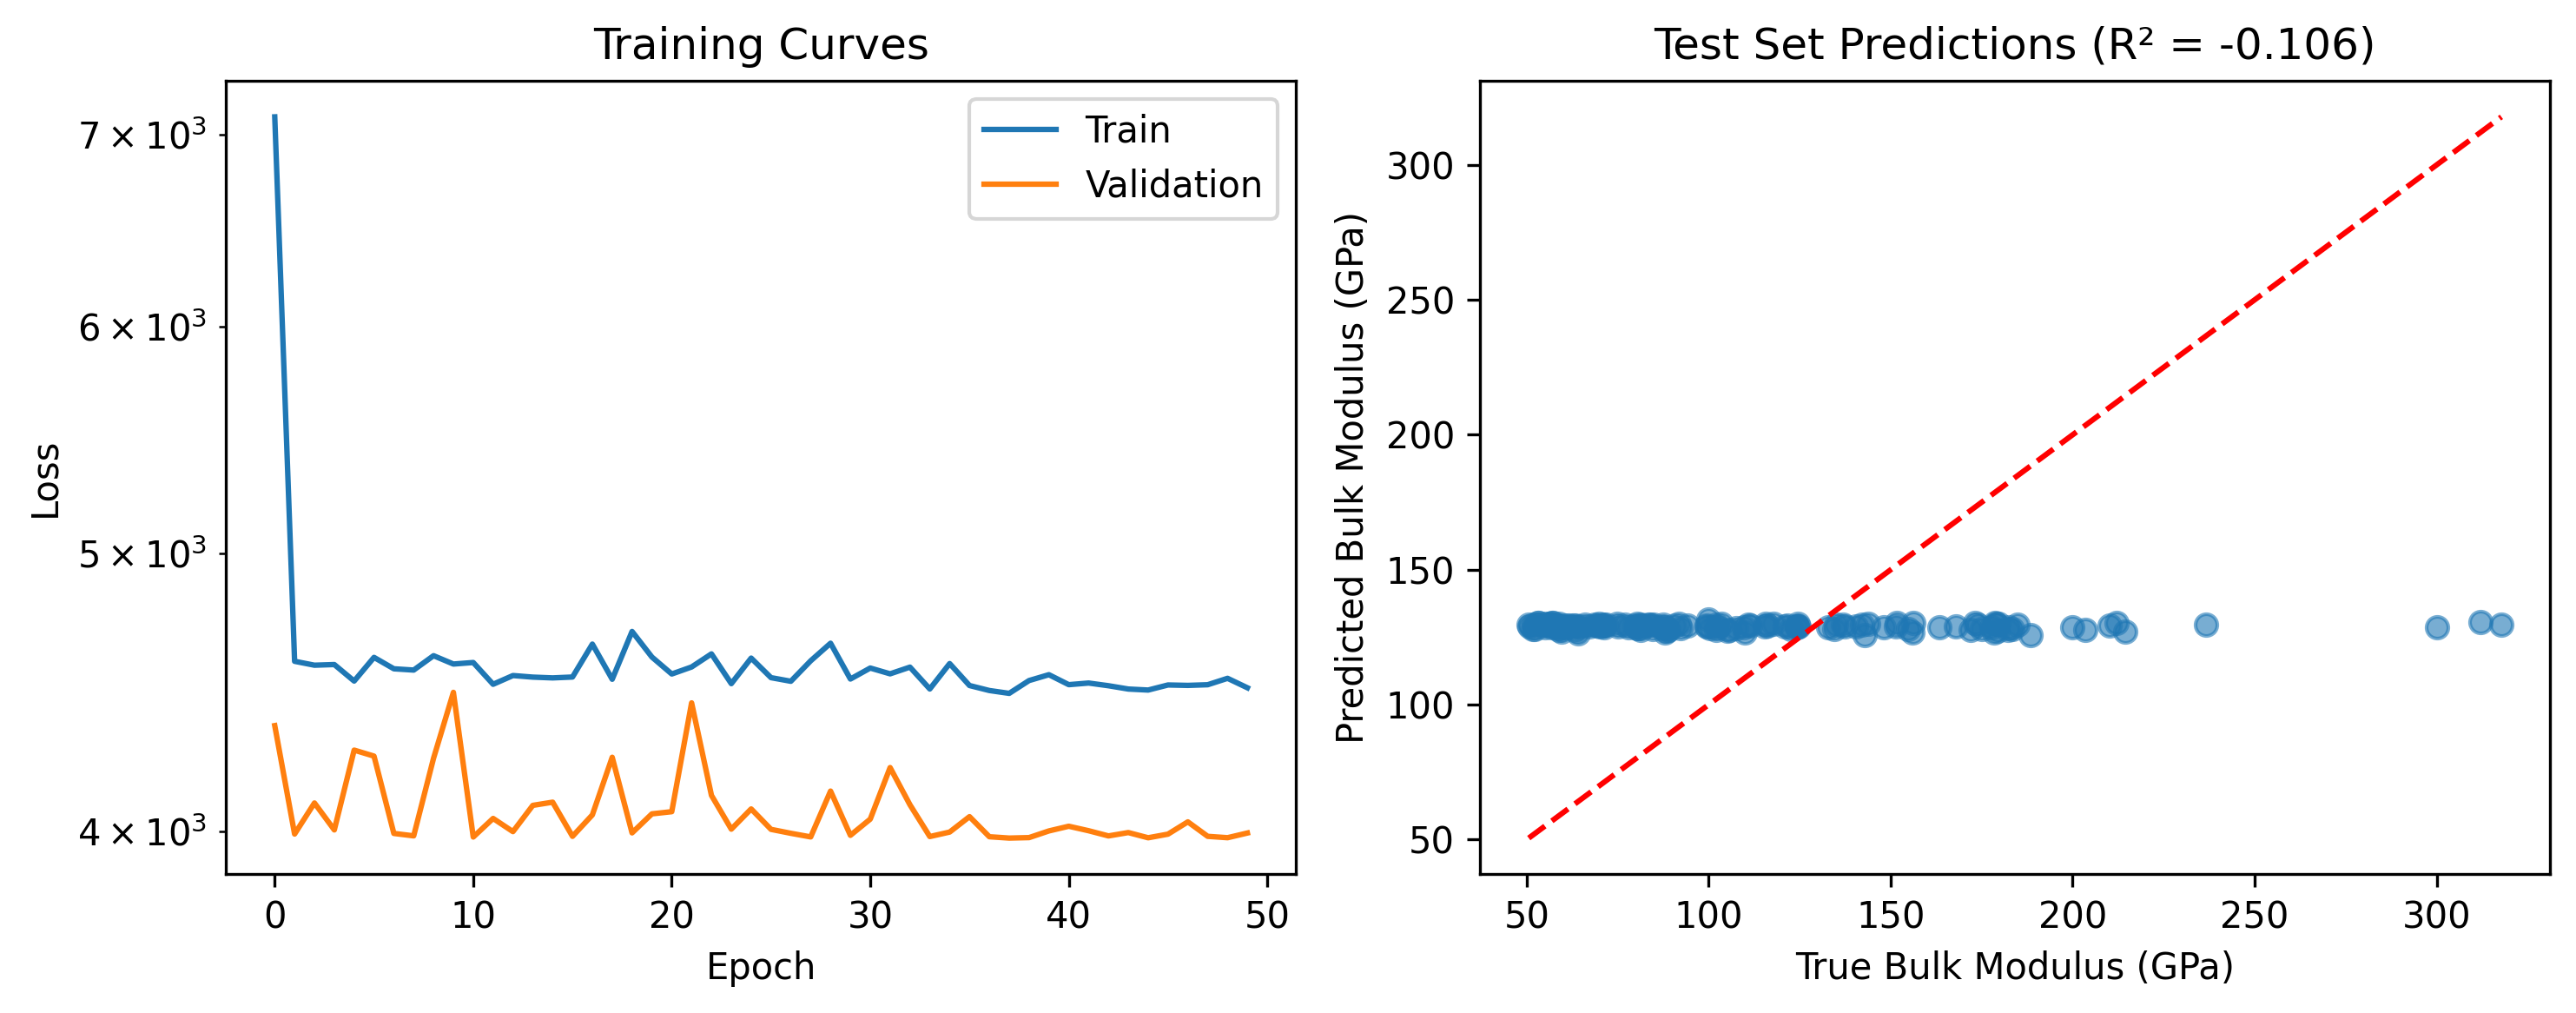 Training Curves
Train
Validation
7 × 10³
6 × 10³
5 × 10³
4 × 10³
Loss
0 10 20 30 40 50
Epoch
Test Set Predictions (R² = -0.106)
300
250
200
150
100
50
Predicted Bulk Modulus (GPa)
50 100 150 200 250 300
True Bulk Modulus (GPa)